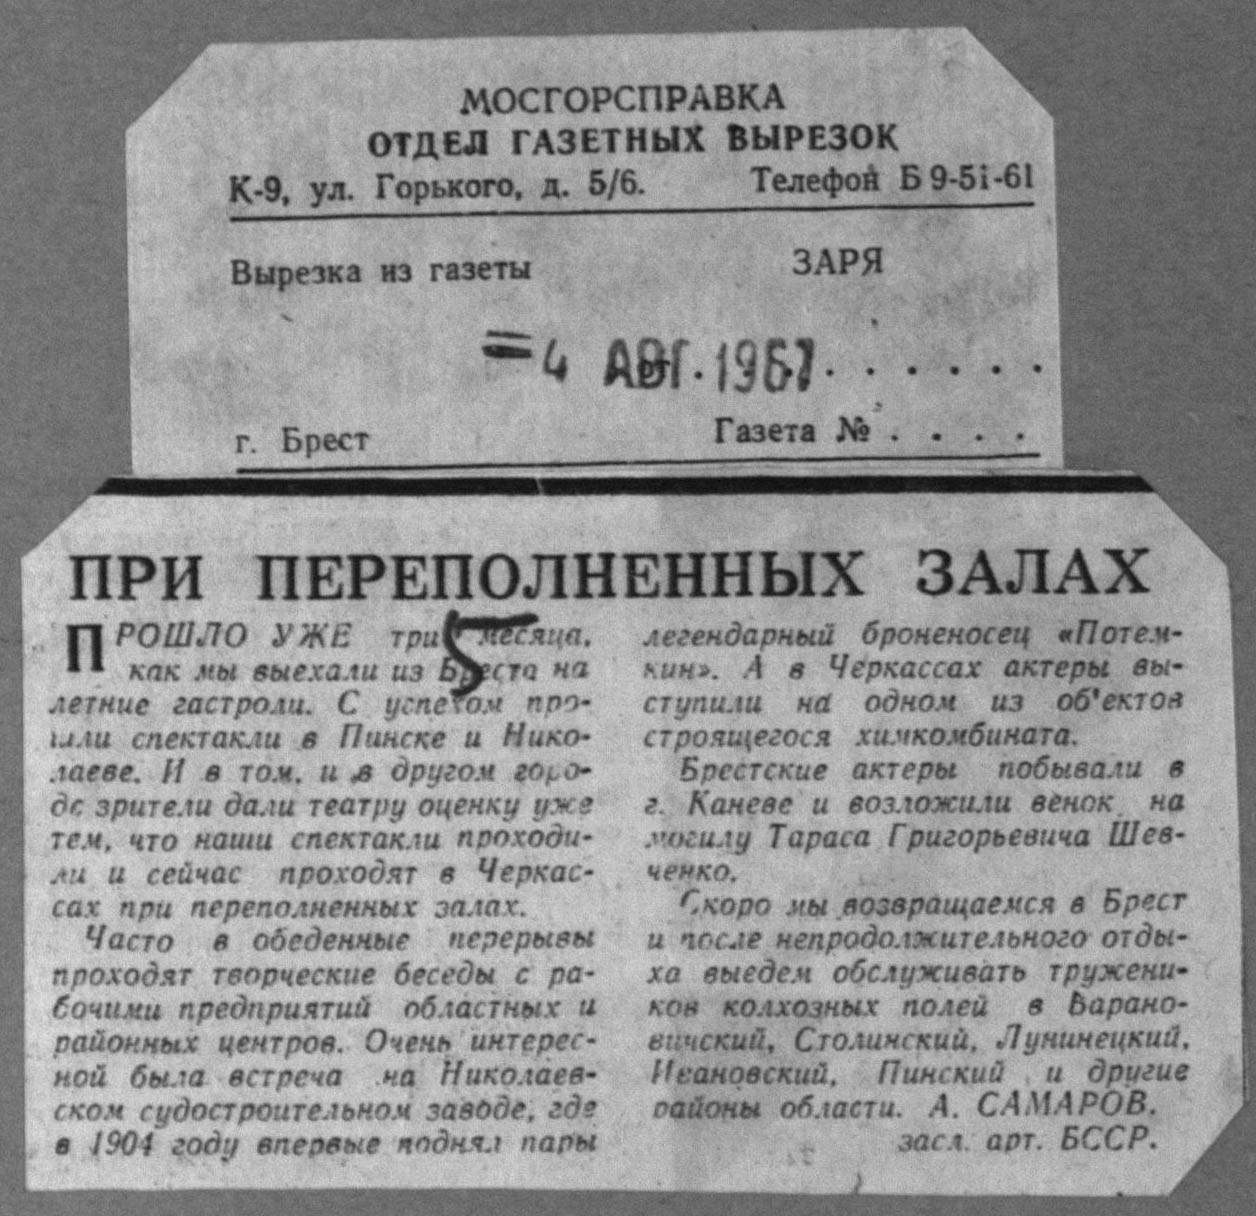 МОСГОРСПРАВКА
ОТДЕЛ ГАЗЕТНЫХ ВЫРЕЗОК
К-9, ул. Горького, д. 5/6. Телефон Б 9-51-61
Вырезка из газеты ЗАРЯ
4 АВГ. 1967 . . . . . . .
г. Брест Газета № . . . .
ПРИ ПЕРЕПОЛНЕННЫХ ЗАЛАХ
5
ПРОШЛО УЖЕ три месяца,
как мы выехали из Бреста на
летние гастроли. С успехом про-
шли спектакли в Пинске и Нико-
лаеве. И в том, и в другом горо-
де зрители дали театру оценку уже
тем, что наши спектакли проходи-
ли и сейчас проходят в Черкас-
сах при переполненных залах.
Часто в обеденные перерывы
проходят творческие беседы с ра-
бочими предприятий областных и
районных центров. Очень интерес-
ной была встреча на Николаев-
ском судостроительном заводе, где
в 1904 году впервые поднял пары
легендарный броненосец «Потем-
кин». А в Черкассах актеры вы-
ступили на одном из об'ектов
строящегося химкомбината.
Брестские актеры побывали в
г. Каневе и возложили венок на
могилу Тараса Григорьевича Шев-
ченко.
Скоро мы возвращаемся в Брест
и после непродолжительного отды-
ха выедем обслуживать тружени-
ков колхозных полей в Барано-
вичский, Столинский, Лунинецкий,
Ивановский, Пинский и другие
районы области. А. САМАРОВ,
засл. арт. БССР.